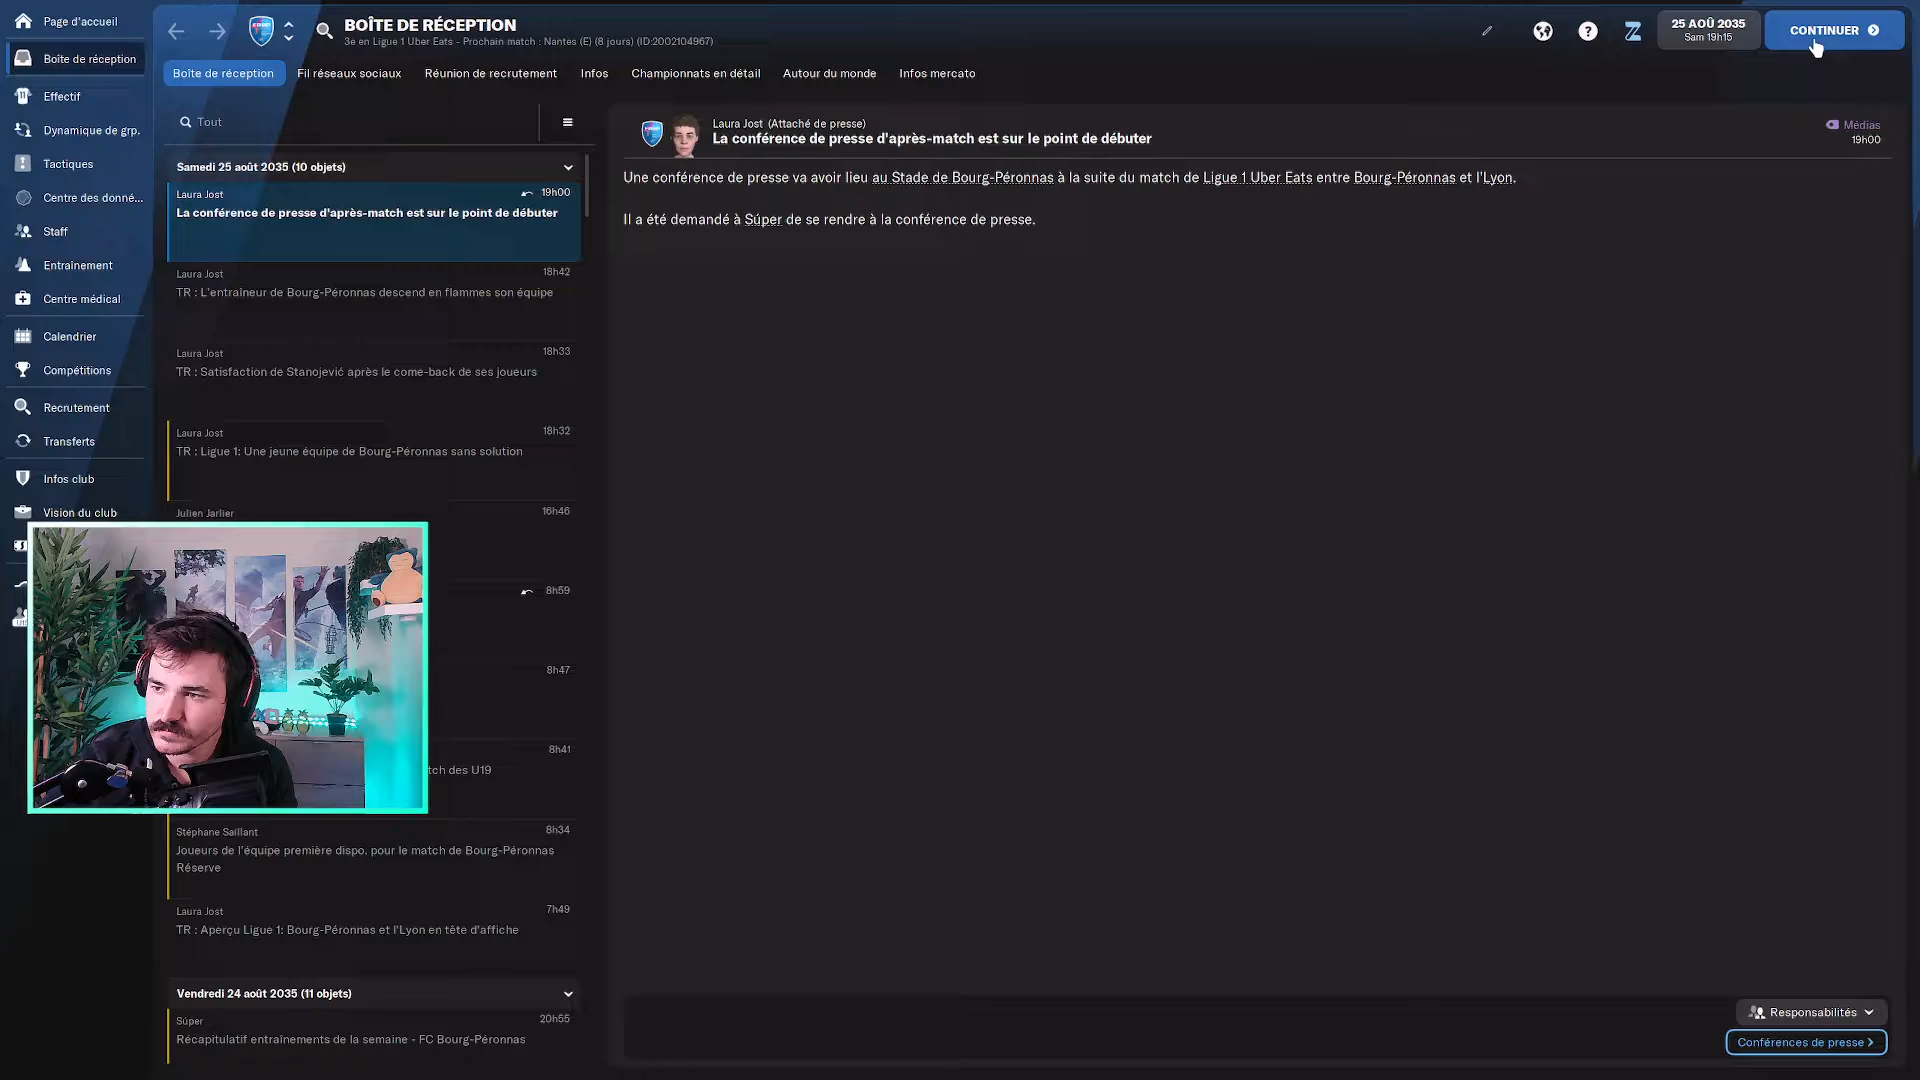 Page d'accueil
Boîte de réception
Effectif
Dynamique de grp.
Tactiques
Centre des donné...
Staff
Entraînement
Centre médical
Calendrier
Compétitions
Recrutement
Transferts
Infos club
Vision du club
BOÎTE DE RÉCEPTION
3e en Ligue 1 Uber Eats - Prochain match : Nantes (E) (8 jours) (ID:2002104967)
25 AOÛ 2035
Sam 19h15
CONTINUER
Boîte de réception
Fil réseaux sociaux
Réunion de recrutement
Infos
Championnats en détail
Autour du monde
Infos mercato
Tout
Samedi 25 août 2035 (10 objets)
Laura Jost
19h00
La conférence de presse d'après-match est sur le point de débuter
Laura Jost
18h42
TR : L'entraîneur de Bourg-Péronnas descend en flammes son équipe
Laura Jost
18h33
TR : Satisfaction de Stanojević après le come-back de ses joueurs
Laura Jost
18h32
TR : Ligue 1: Une jeune équipe de Bourg-Péronnas sans solution
Julien Jarlier
16h46
8h59
8h47
8h41
tch des U19
Stéphane Saillant
8h34
Joueurs de l'équipe première dispo. pour le match de Bourg-Péronnas
Réserve
Laura Jost
7h49
TR : Aperçu Ligue 1: Bourg-Péronnas et l'Lyon en tête d'affiche
Vendredi 24 août 2035 (11 objets)
Súper
20h55
Récapitulatif entraînements de la semaine - FC Bourg-Péronnas
Laura Jost (Attaché de presse)
La conférence de presse d'après-match est sur le point de débuter
Médias
19h00
Une conférence de presse va avoir lieu au Stade de Bourg-Péronnas à la suite du match de Ligue 1 Uber Eats entre Bourg-Péronnas et l'Lyon.
Il a été demandé à Súper de se rendre à la conférence de presse.
Responsabilités
Conférences de presse